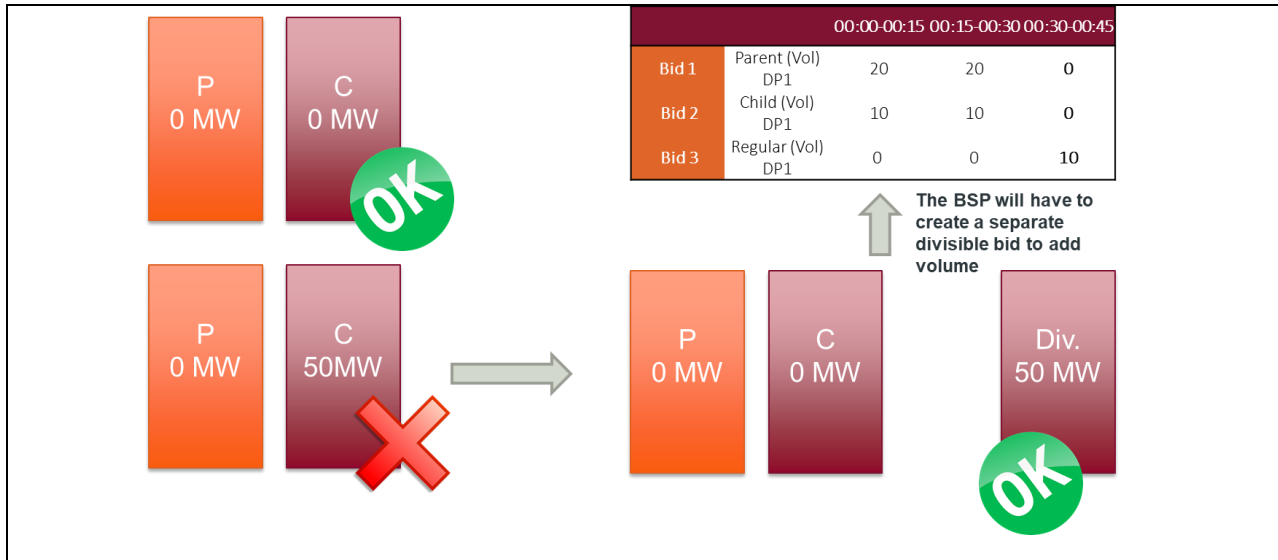 P
0 MW
C
0 MW
OK
00:00-00:15 00:15-00:30 00:30-00:45
Bid 1 Parent (Vol) DP1 20 20 0
Bid 2 Child (Vol) DP1 10 10 0
Bid 3 Regular (Vol) DP1 0 0 10
The BSP will have to
create a separate
divisible bid to add
volume
P
0 MW
C
50MW
P
0 MW
C
0 MW
Div.
50 MW
OK